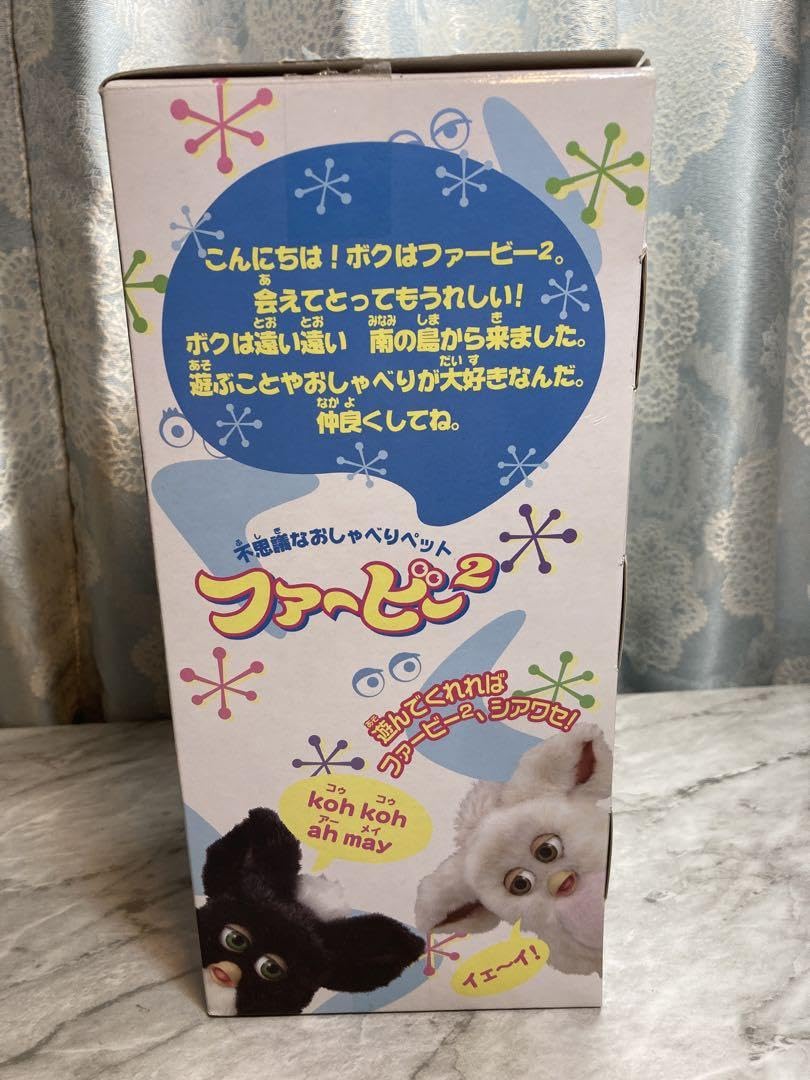 こんにちは！ボクはファービー2。
会えてとってもうれしい！
ボクは遠い遠い 南の島から来ました。
遊ぶことやおしゃべりが大好きなんだ。
仲良くしてね。
不思議なおしゃべりペット
ファービー2
遊んでくれれば
ファービー2、シアワセ！
koh koh
ah may
イェ〜イ！